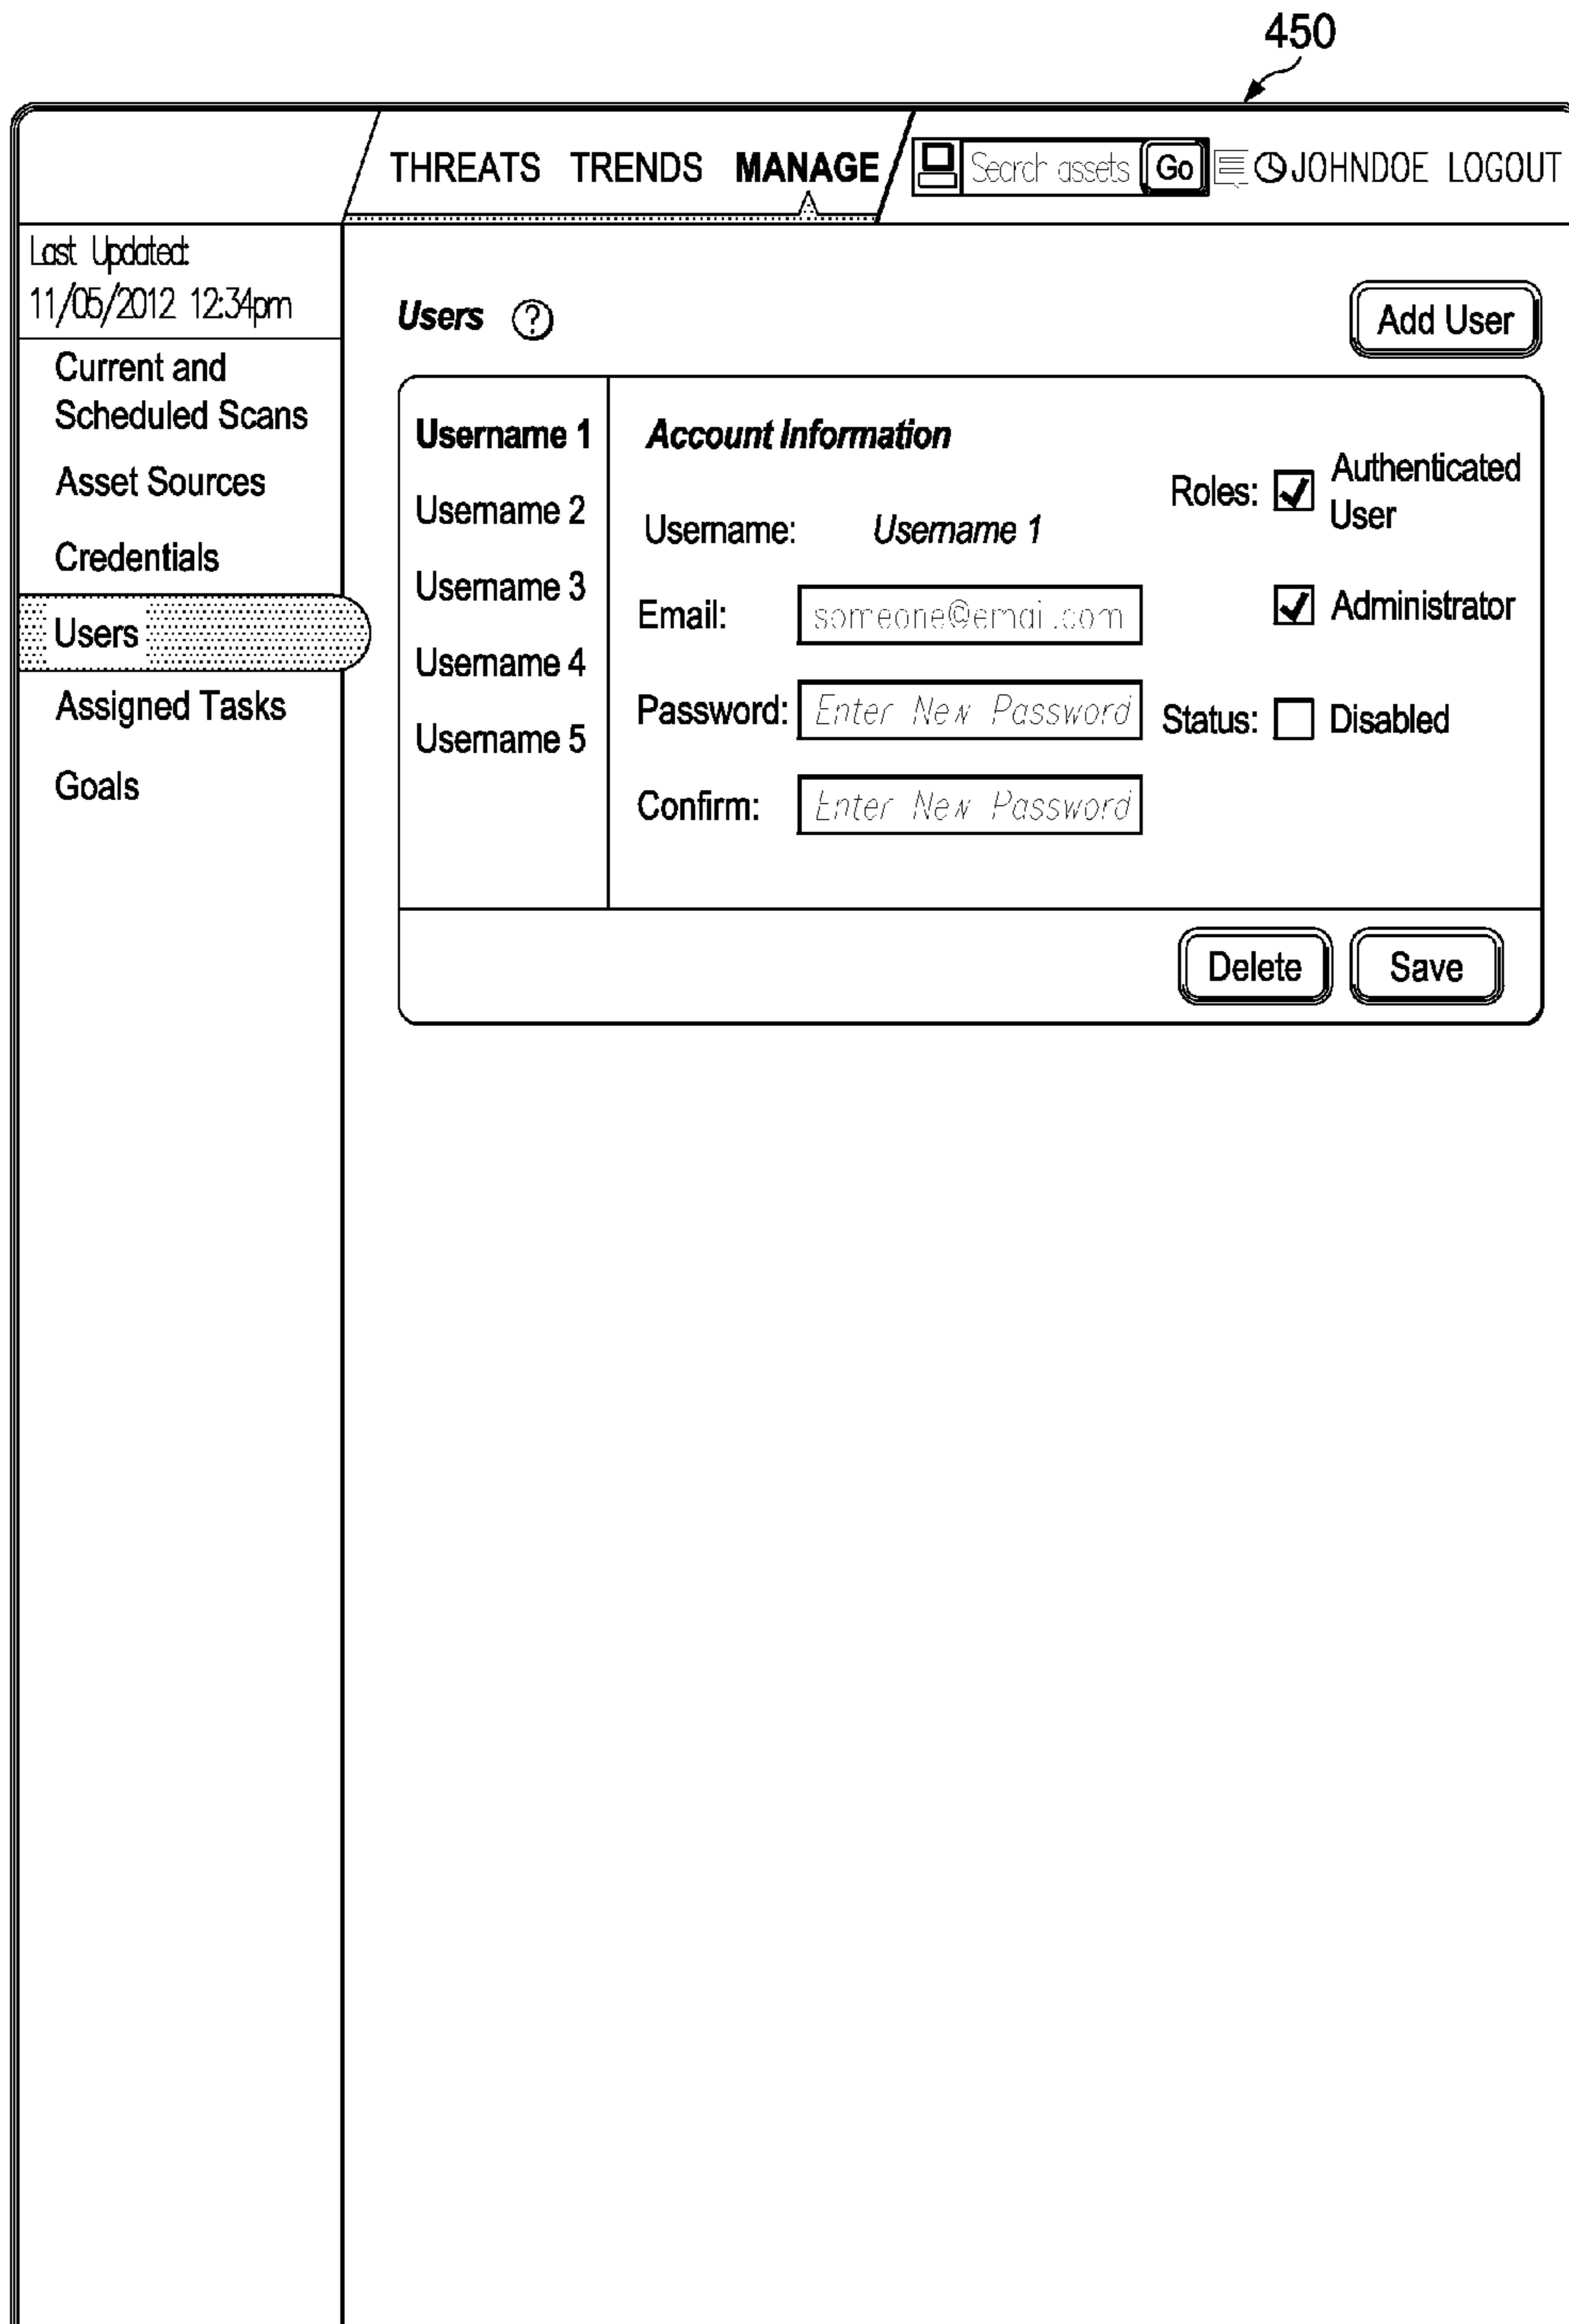 450
THREATS TRENDS MANAGE Search assets Go JOHNDOE LOGOUT
Last Updated:
11/05/2012 12:34pm
Current and
Scheduled Scans
Asset Sources
Credentials
Users
Assigned Tasks
Goals
Users ? Add User
Username 1
Username 2
Username 3
Username 4
Username 5
Account Information
Username: Username 1
Email: someone@emai.com
Password: Enter New Password
Confirm: Enter New Password
Roles: Authenticated
User
Administrator
Status: Disabled
Delete Save